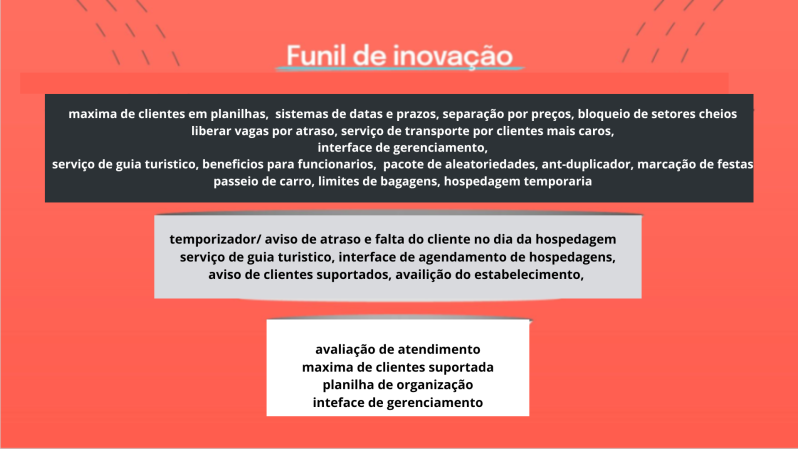 Funil de inovação
maxima de clientes em planilhas, sistemas de datas e prazos, separação por preços, bloqueio de setores cheios
liberar vagas por atraso, serviço de transporte por clientes mais caros,
interface de gerenciamento,
serviço de guia turistico, beneficios para funcionarios, pacote de aleatoriedades, ant-duplicador, marcação de festas
passeio de carro, limites de bagagens, hospedagem temporaria
temporizador/ aviso de atraso e falta do cliente no dia da hospedagem
serviço de guia turistico, interface de agendamento de hospedagens,
aviso de clientes suportados, availição do estabelecimento,
avaliação de atendimento
maxima de clientes suportada
planilha de organização
inteface de gerenciamento